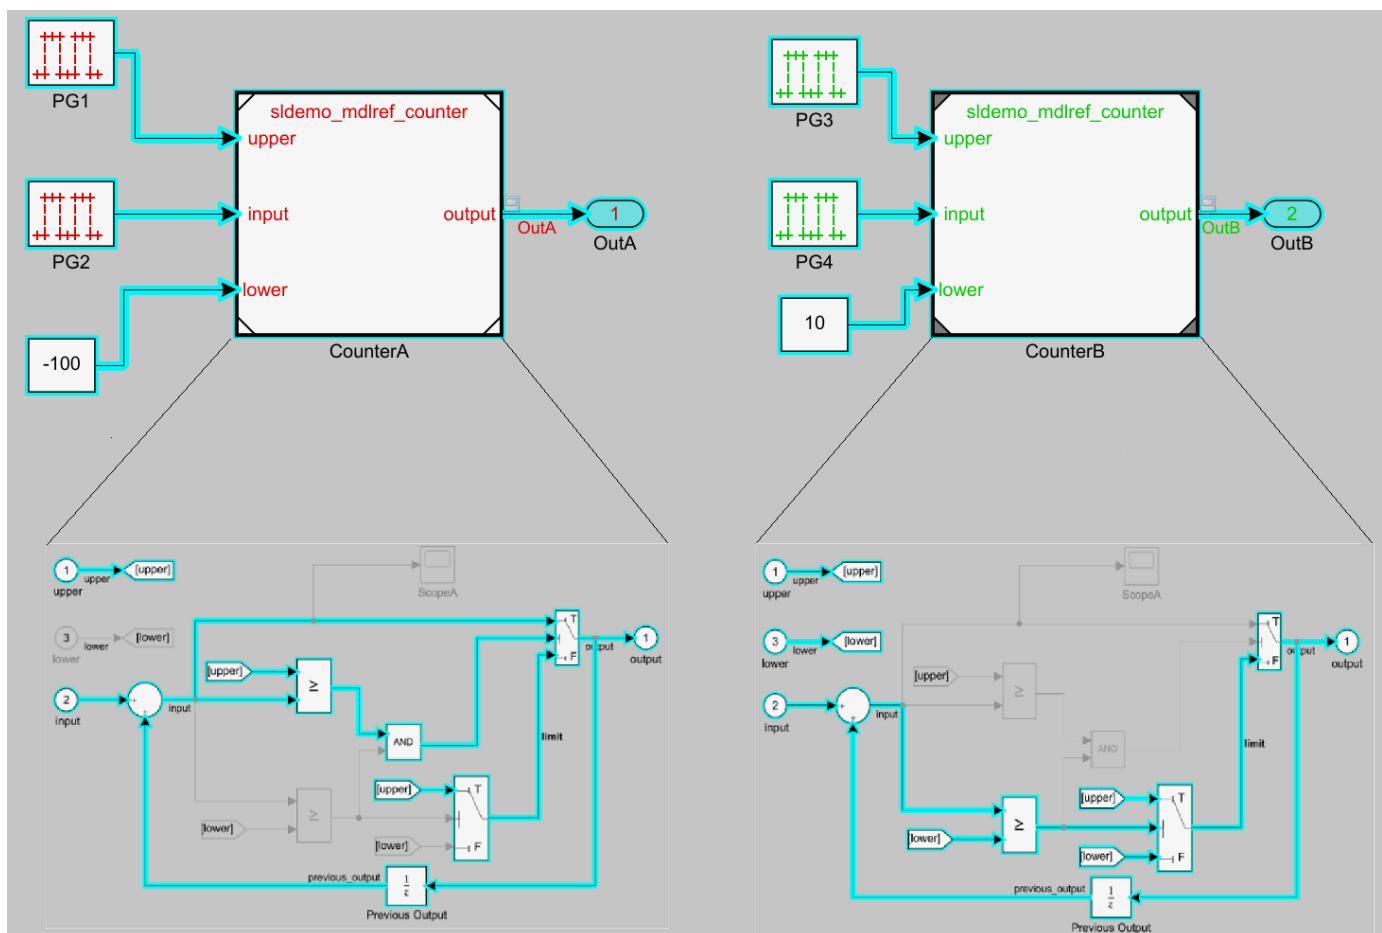 PG1
sldemo_mdlref_counter
upper
PG2
input
output
OutA
1
OutA
lower
-100
CounterA
PG3
sldemo_mdlref_counter
upper
PG4
input
output
OutB
2
OutB
lower
10
CounterB
1
upper
upper
[upper]
ScopeA
3
lower
lower
[lower]
T
F
output
1
output
[upper]
≥
2
input
+
+
input
AND
limit
[upper]
T
[lower]
≥
[lower]
F
previous_output
1
z
Previous Output
1
upper
upper
[upper]
ScopeA
3
lower
lower
[lower]
T
F
output
1
output
[upper]
≥
2
input
+
+
input
AND
limit
[upper]
T
[lower]
≥
[lower]
F
previous_output
1
z
Previous Output